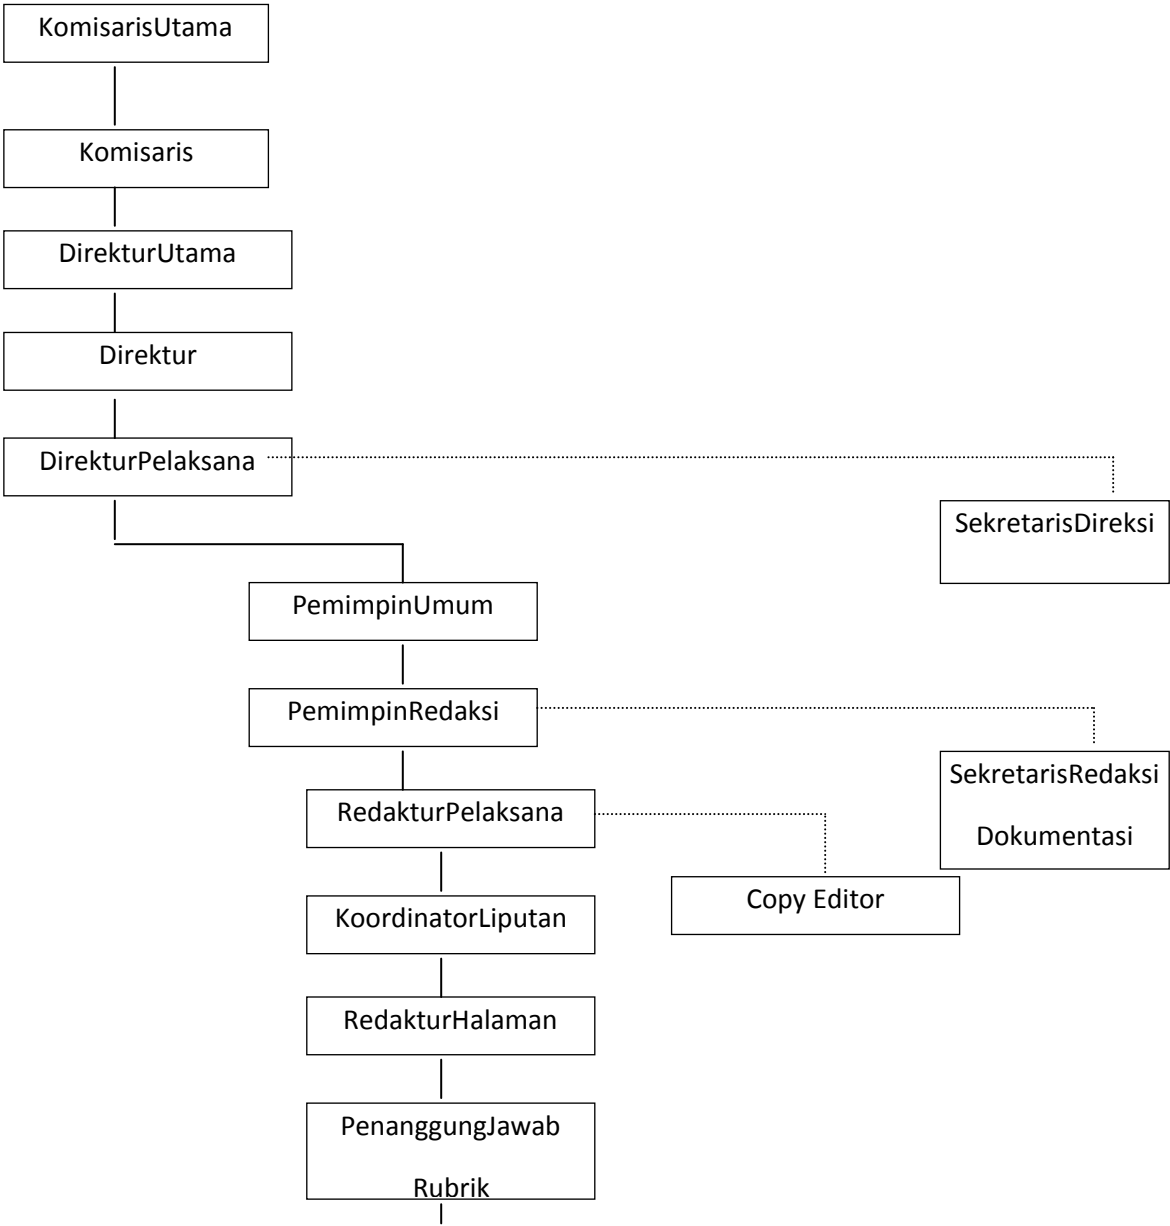 KomisarisUtama
Komisaris
DirekturUtama
Direktur
DirekturPelaksana
SekretarisDireksi
PemimpinUmum
PemimpinRedaksi
SekretarisRedaksi
Dokumentasi
RedakturPelaksana
Copy Editor
KoordinatorLiputan
RedakturHalaman
PenanggungJawab
Rubrik